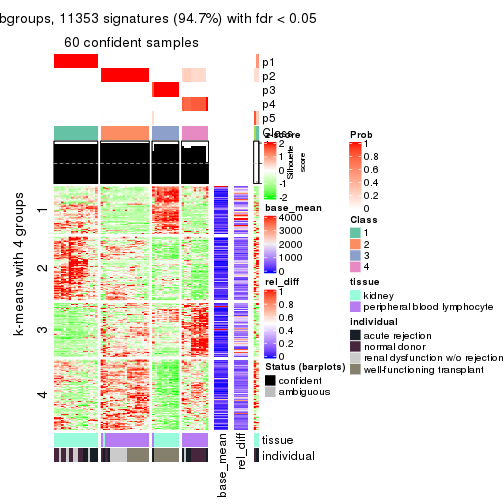 bgroups, 11353 signatures (94.7%) with fdr < 0.05
60 confident samples
p1
p2
p3
p4
p5
Class
k-means with 4 groups
1
2
3
4
z-score
2
1
0
-1
-2
Silhouette
score
base_mean
4000
3000
2000
1000
0
rel_diff
1
0.8
0.6
0.4
0.2
0
Status (barplots)
confident
ambiguous
Prob
1
0.8
0.6
0.4
0.2
0
Class
1
2
3
4
tissue
kidney
peripheral blood lymphocyte
individual
acute rejection
normal donor
renal dysfunction w/o rejection
well-functioning transplant
tissue
individual
base_mean
rel_diff